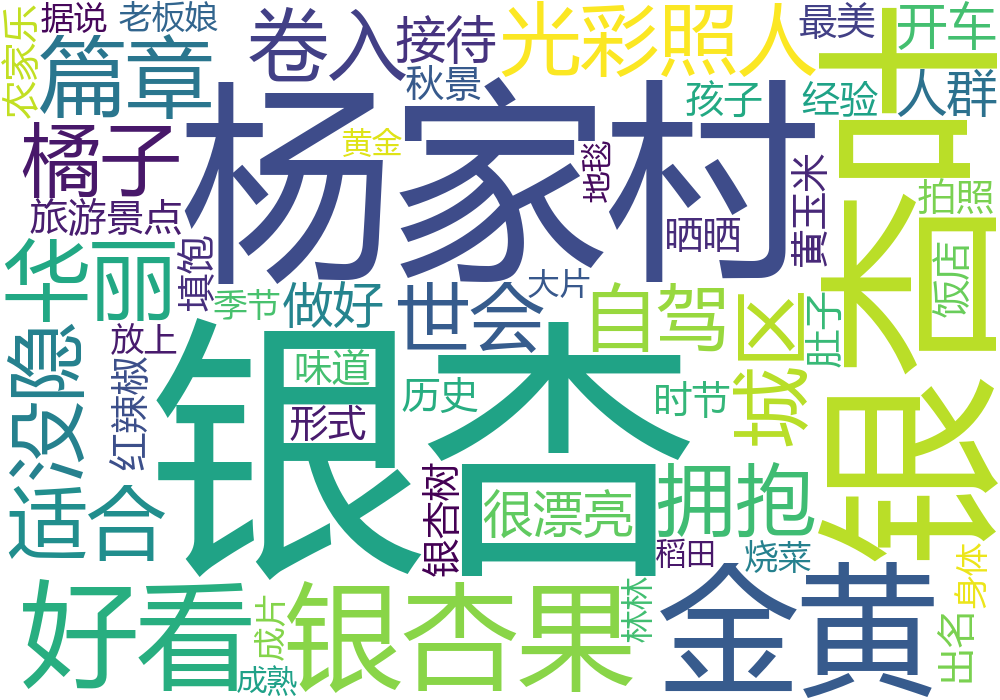 据说
老板娘
卷入
接待
光彩照人
最美
开车
农家乐
篇章
秋景
孩子
经验
人群
银杏叶
杨家村
橘子
黄金
地毯
黄玉米
拍照
旅游景点
晒晒
华丽
填饱
季节
做好
世会
大片
自驾
城区
肚子
饭店
隐没
放上
味道
红辣椒
形式
历史
时节
银杏
适合
银杏树
很漂亮
拥抱
稻田
烧菜
身体
好看
成片
银杏果
林林
金黄
出名
成熟